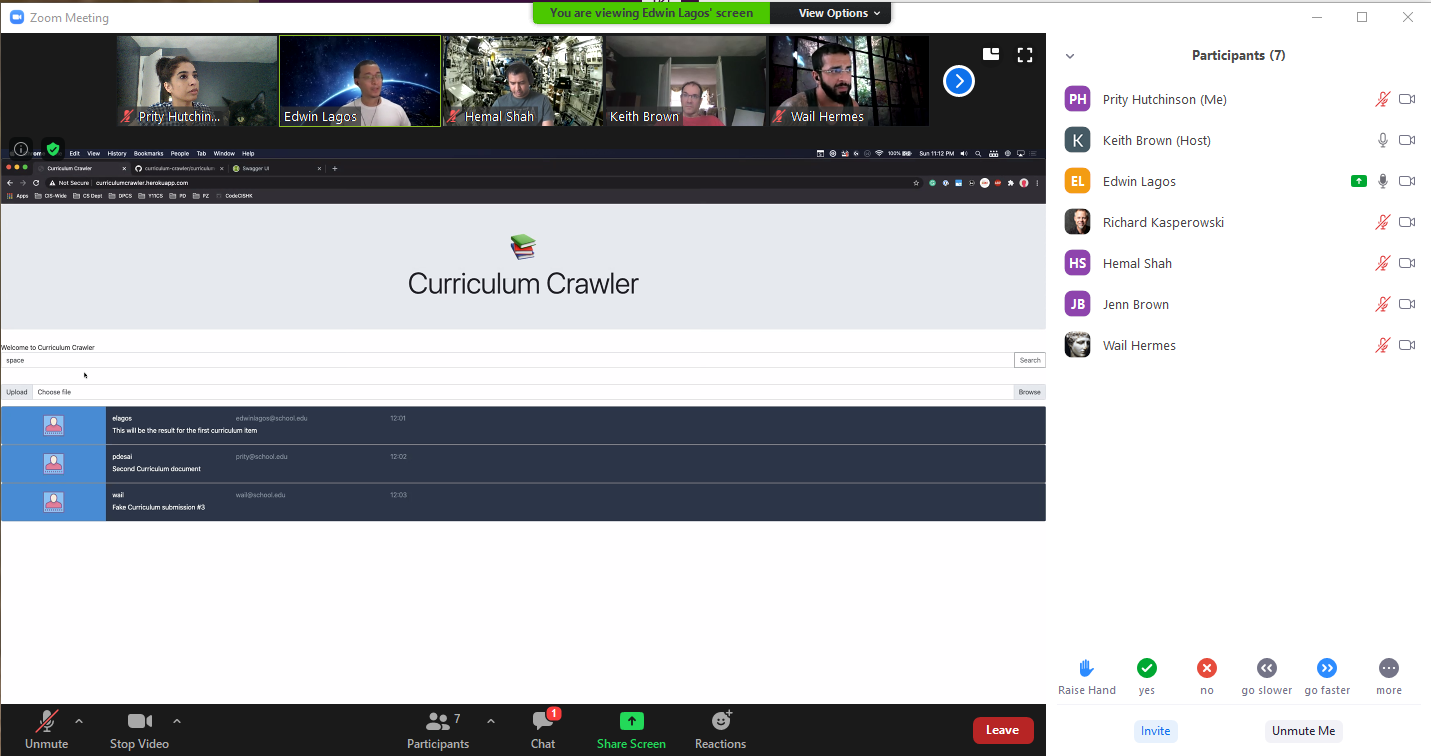 Zoom Meeting
You are viewing Edwin Lagos' screen
View Options
Prity Hutchin...
Edwin Lagos
Hemal Shah
Keith Brown
Wail Hermes
Edit View History Bookmarks People Tab Window Help
100%
Sun 11:12 PM
Curriculum Crawler
curriculum-crawler/curriculum
Swagger UI
Not Secure curriculumcrawler.herokuapp.com
Apps CIS-Wide CS Dept DPCS Y11CS PD PZ CodeCISHK
Curriculum Crawler
Welcome to Curriculum Crawler
space
Search
Upload Choose file
Browse
elagos edwinlagos@school.edu 12:01
This will be the result for the first curriculum item
pdesai prity@school.edu 12:02
Second Curriculum document
wail wail@school.edu 12:03
Fake Curriculum submission #3
Unmute
Stop Video
7
Participants
1
Chat
Share Screen
Reactions
Leave
Participants (7)
PH Prity Hutchinson (Me)
K Keith Brown (Host)
EL Edwin Lagos
Richard Kasperowski
HS Hemal Shah
JB Jenn Brown
Wail Hermes
Raise Hand
yes
no
go slower
go faster
more
Invite
Unmute Me